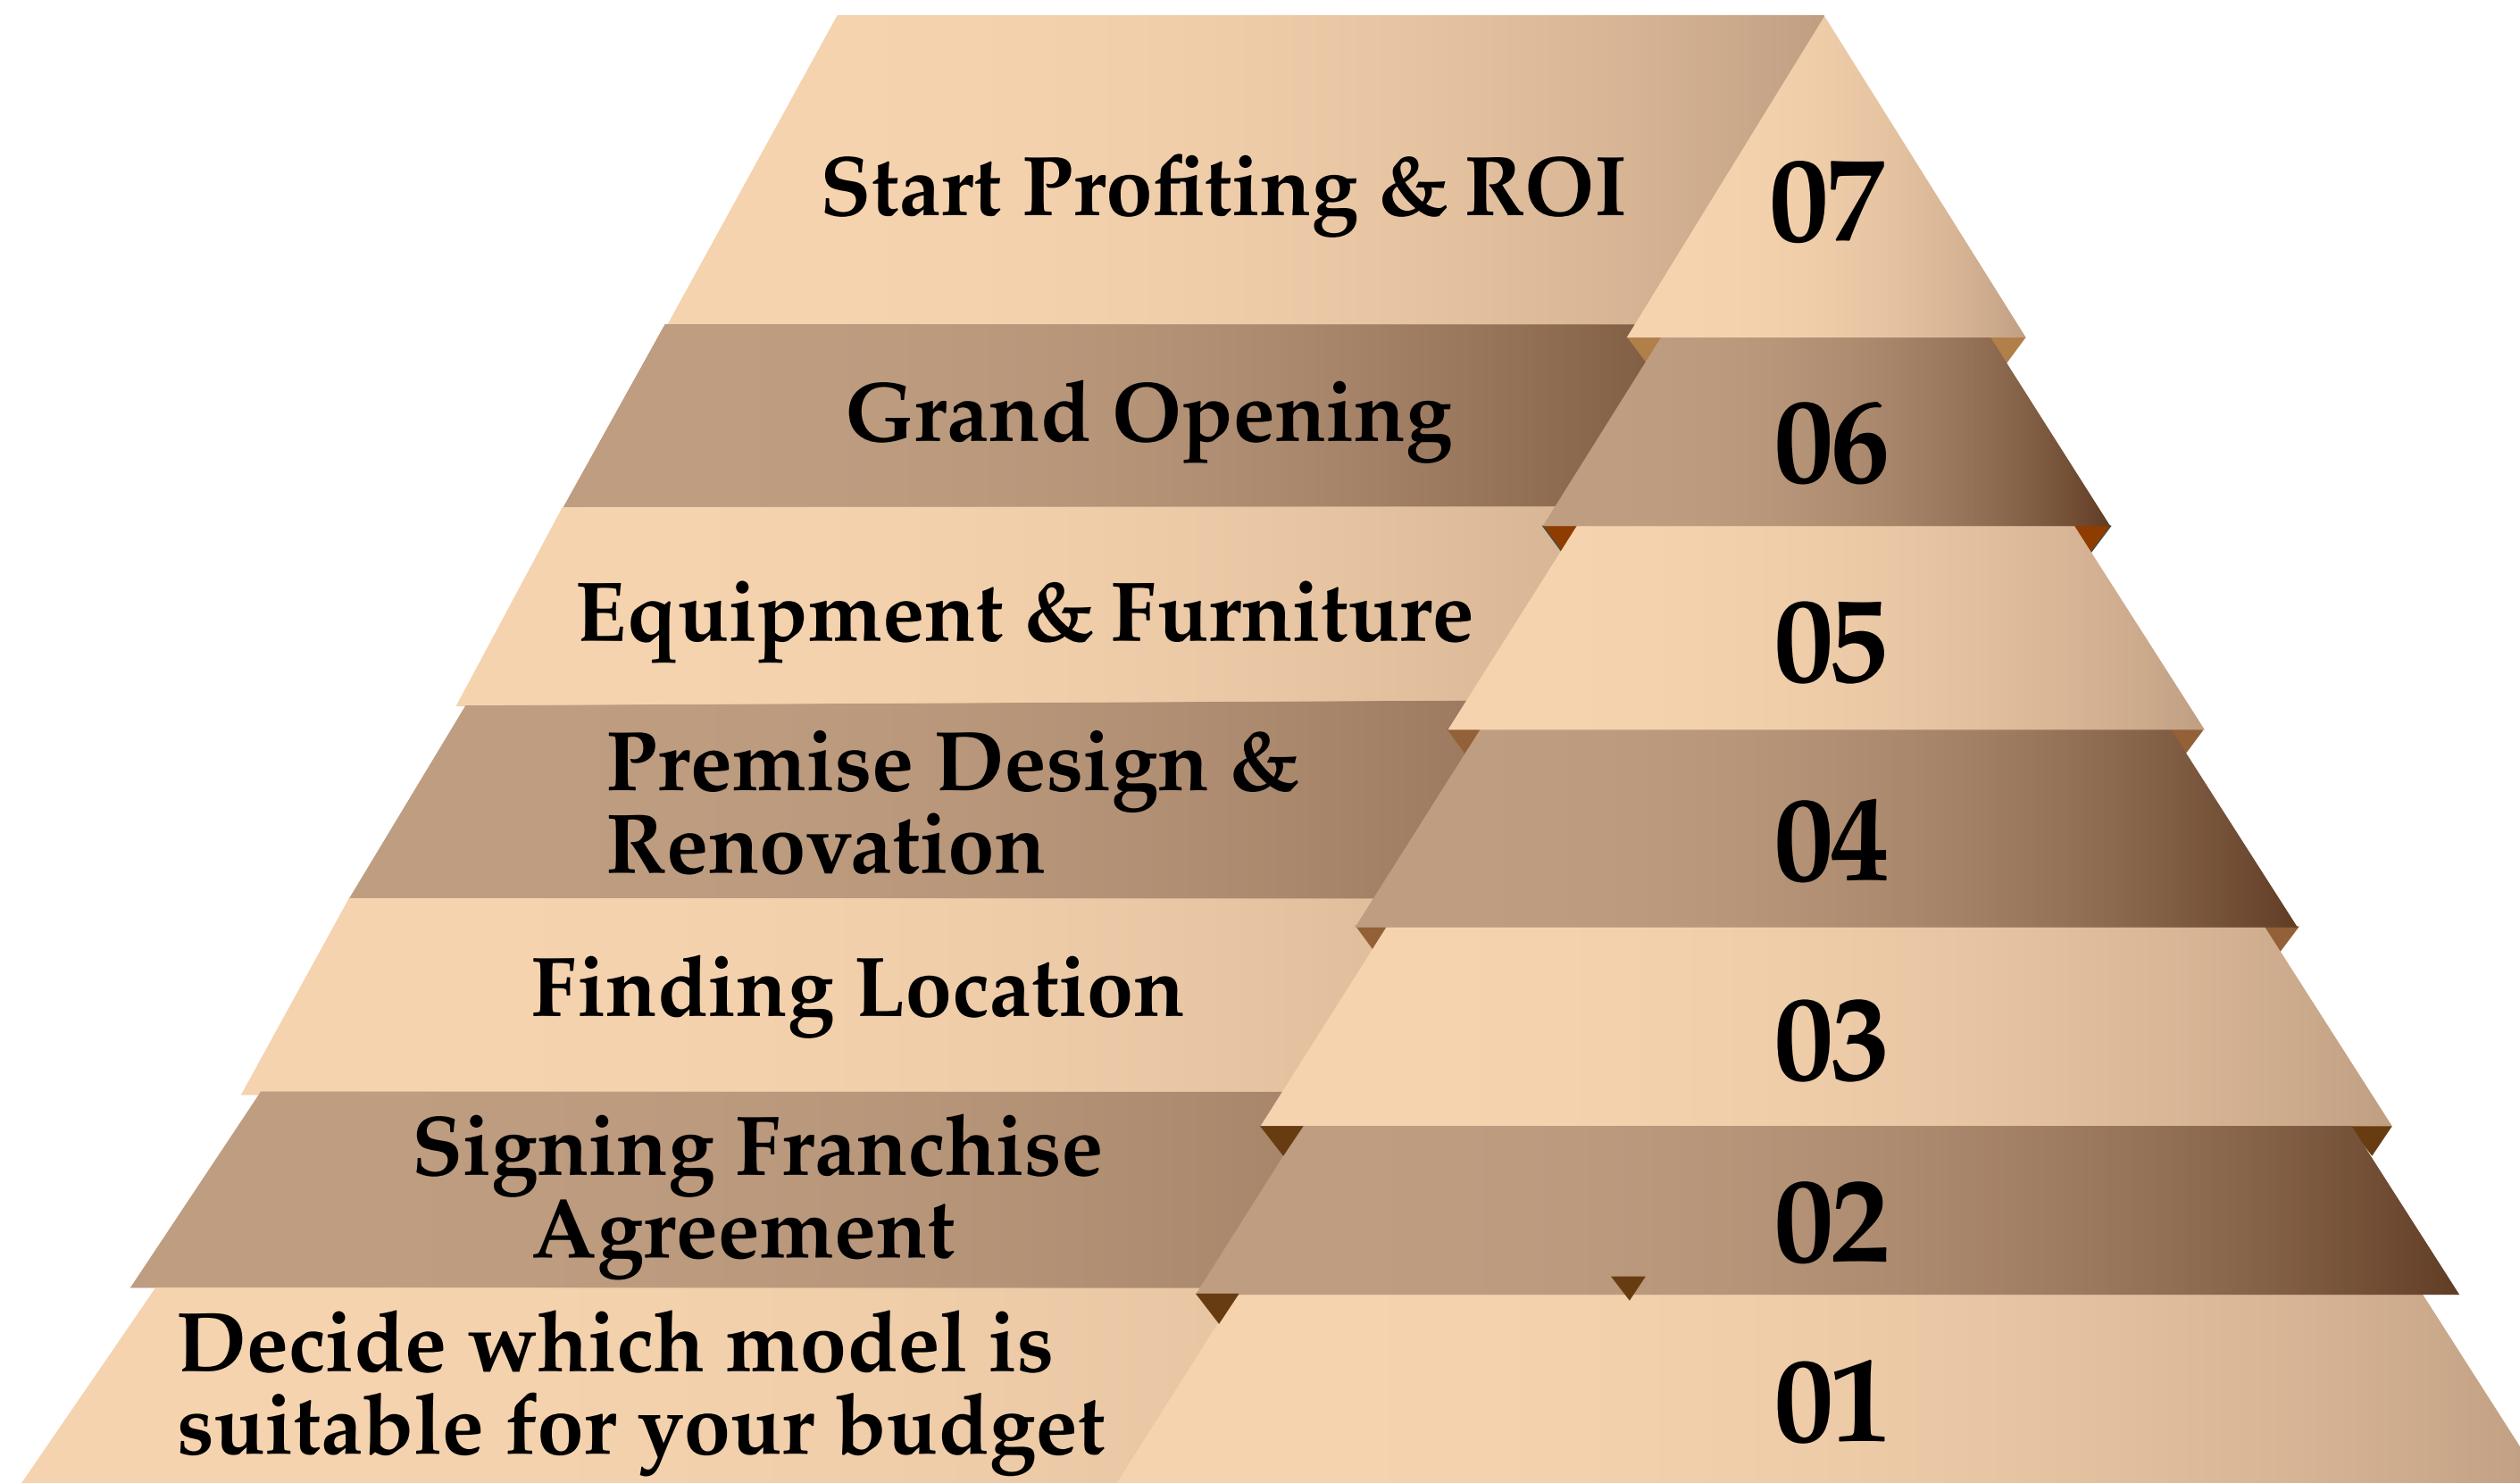 Start Profiting & ROI
07
Grand Opening
06
Equipment & Furniture
05
Premise Design &
Renovation
04
Finding Location
03
Signing Franchise
Agreement
02
Decide which model is
suitable for your budget
01